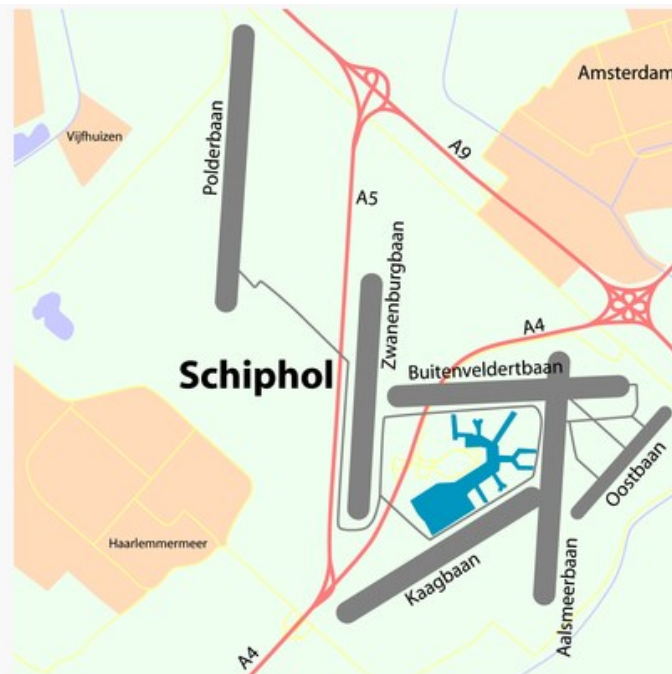 Amsterdam
Vijfhuizen
Polderbaan
A9
A5
Zwanenburgbaan
A4
Schiphol
Buitenveldertbaan
Oostbaan
Haarlemmermeer
Kaagbaan
Aalsmeerbaan
A4